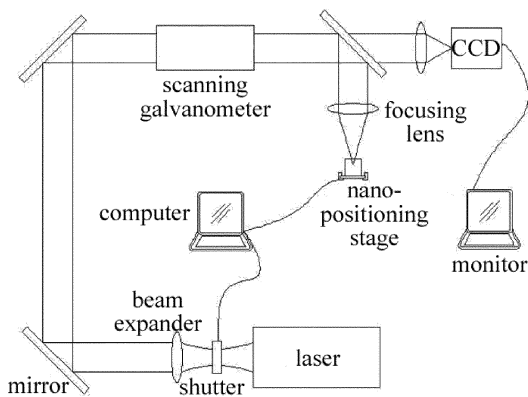 CCD
scanning
galvanometer
focusing
lens
nano-
positioning
stage
computer
monitor
beam
expander
laser
mirror
shutter